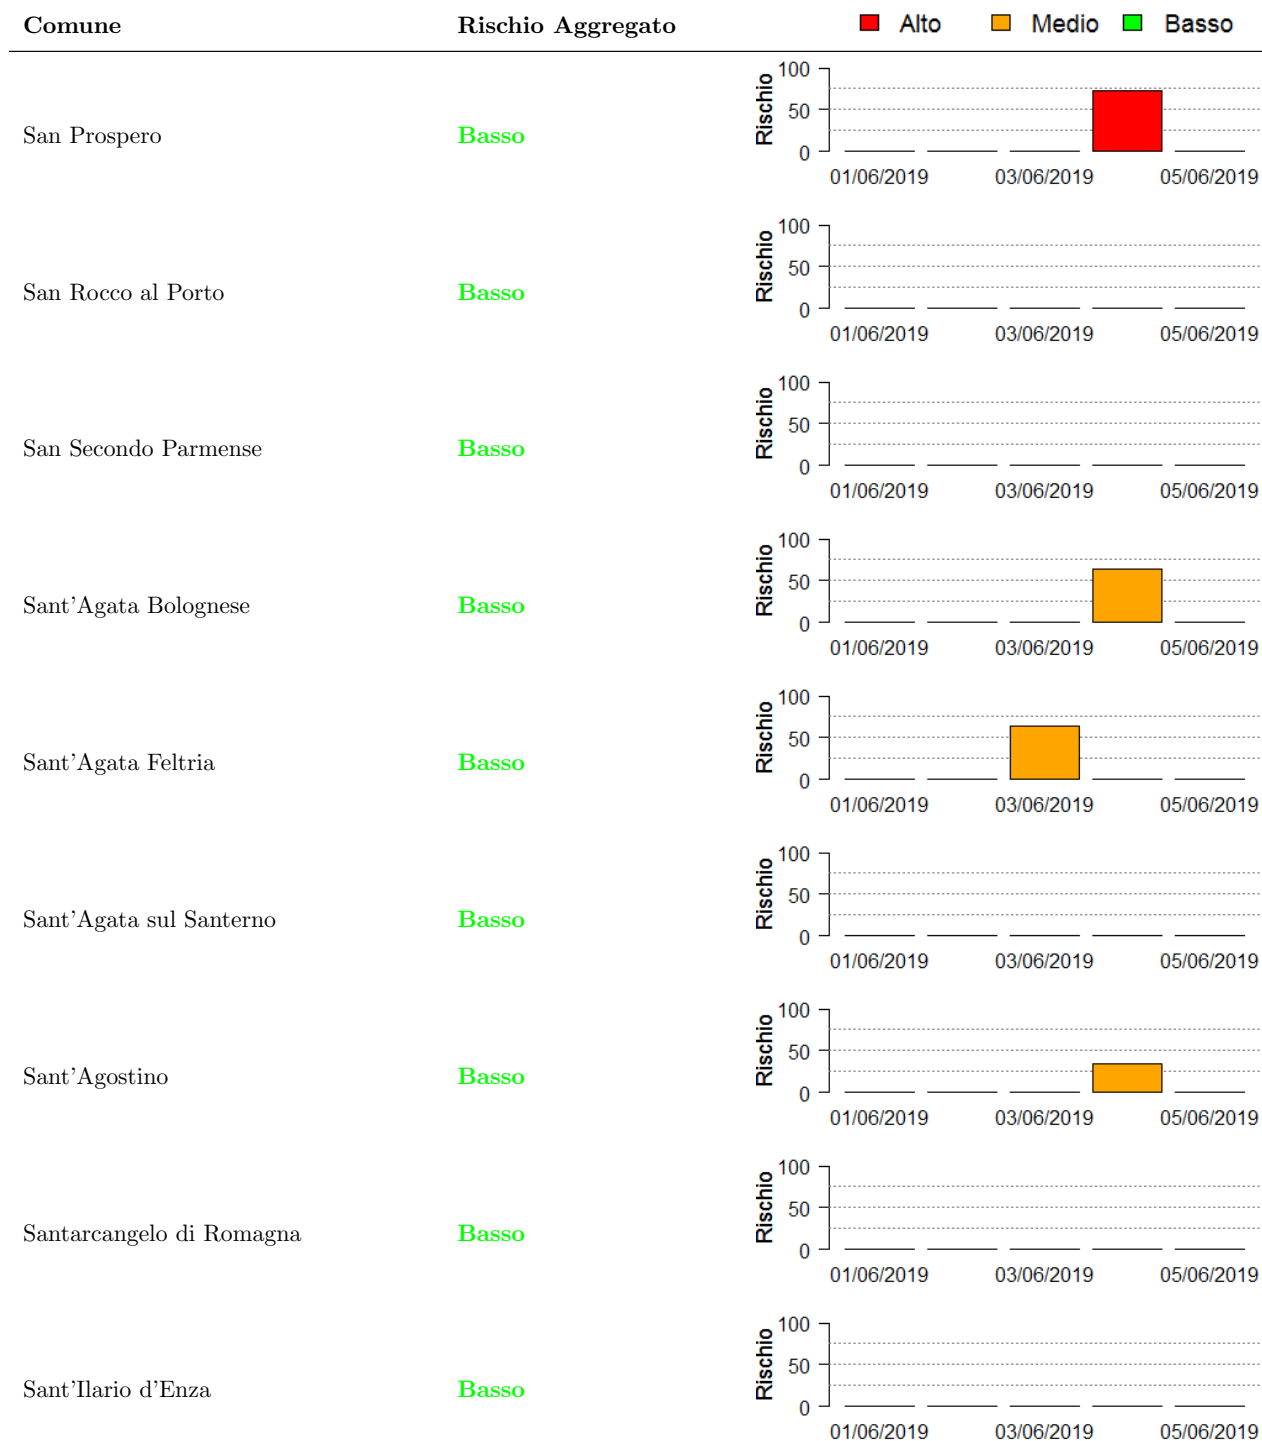 Comune Rischio Aggregato Alto Medio Basso
100
50
0
Rischio
San Prospero Basso
01/06/2019 03/06/2019 05/06/2019
100
50
0
Rischio
San Rocco al Porto Basso
01/06/2019 03/06/2019 05/06/2019
100
50
0
Rischio
San Secondo Parmense Basso
01/06/2019 03/06/2019 05/06/2019
100
50
0
Rischio
Sant'Agata Bolognese Basso
01/06/2019 03/06/2019 05/06/2019
100
50
0
Rischio
Sant'Agata Feltria Basso
01/06/2019 03/06/2019 05/06/2019
100
50
0
Rischio
Sant'Agata sul Santerno Basso
01/06/2019 03/06/2019 05/06/2019
100
50
0
Rischio
Sant'Agostino Basso
01/06/2019 03/06/2019 05/06/2019
100
50
0
Rischio
Santarcangelo di Romagna Basso
01/06/2019 03/06/2019 05/06/2019
100
50
0
Rischio
Sant'Ilario d'Enza Basso
01/06/2019 03/06/2019 05/06/2019